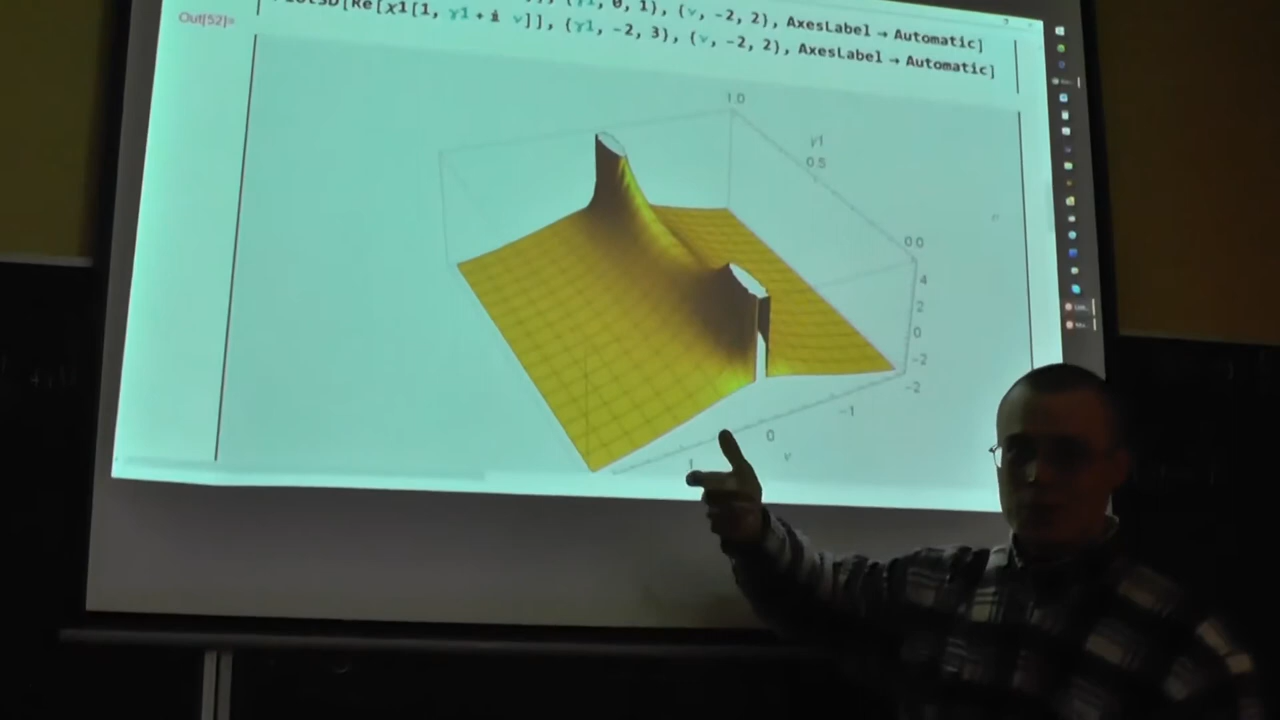 Out[52]=
γ1, 0, 1), (v, -2, 2), AxesLabel → Automatic]
Plot3D[Re[χ1[1, γ1 + i v]], (γ1, -2, 3), (v, -2, 2), AxesLabel → Automatic]
1.0
γ1
0.5
0 0
4
2
0
-2
-2
-1
0
v
1